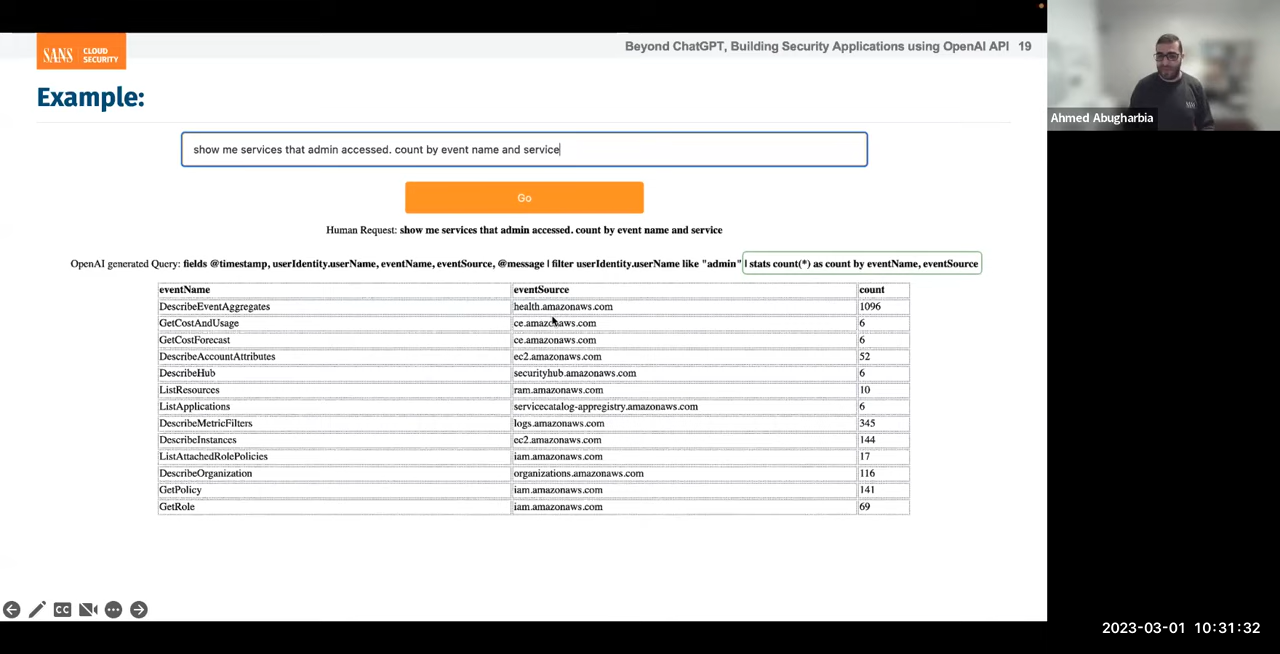 SANS CLOUD SECURITY
Beyond ChatGPT, Building Security Applications using OpenAI API 19
Ahmed Abugharbia
Example:
show me services that admin accessed. count by event name and service
Go
Human Request: show me services that admin accessed. count by event name and service
OpenAI generated Query: fields @timestamp, userIdentity.userName, eventName, eventSource, @message | filter userIdentity.userName like "admin" | stats count(*) as count by eventName, eventSource
eventName eventSource count
DescribeEventAggregates health.amazonaws.com 1096
GetCostAndUsage ce.amazonaws.com 6
GetCostForecast ce.amazonaws.com 6
DescribeAccountAttributes ec2.amazonaws.com 52
DescribeHub securityhub.amazonaws.com 6
ListResources ram.amazonaws.com 10
ListApplications servicecatalog-appregistry.amazonaws.com 6
DescribeMetricFilters logs.amazonaws.com 345
DescribeInstances ec2.amazonaws.com 144
ListAttachedRolePolicies iam.amazonaws.com 17
DescribeOrganization organizations.amazonaws.com 116
GetPolicy iam.amazonaws.com 141
GetRole iam.amazonaws.com 69
CC
2023-03-01 10:31:32